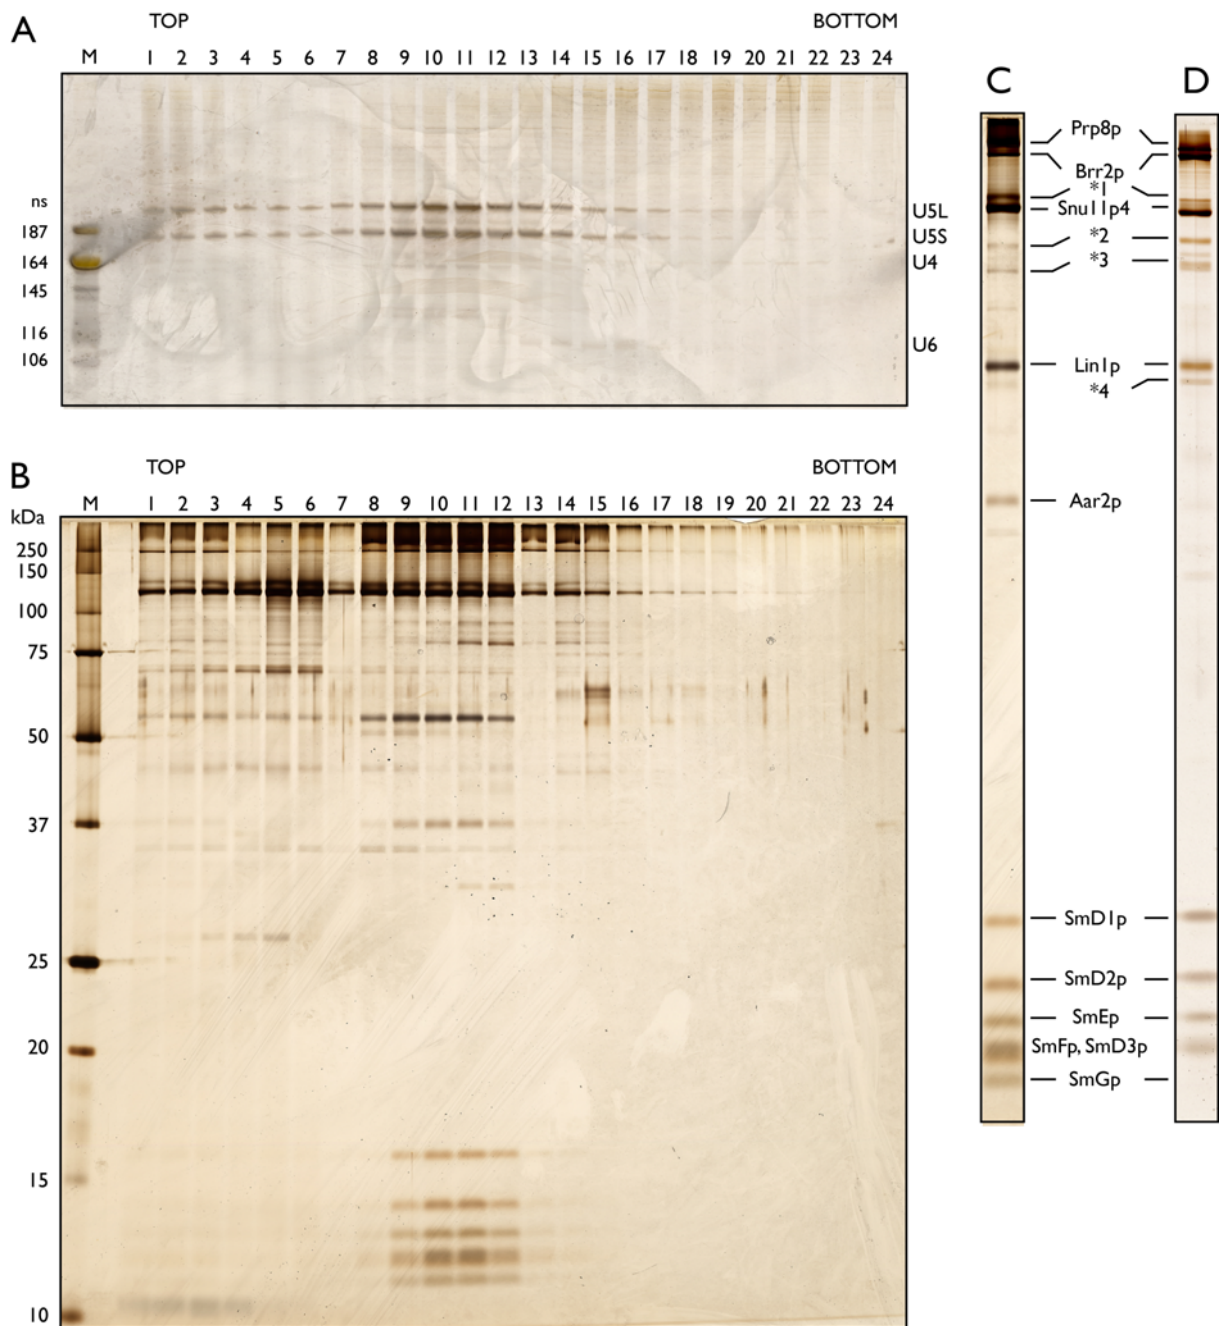 A
TOP BOTTOM
M 1 2 3 4 5 6 7 8 9 10 11 12 13 14 15 16 17 18 19 20 21 22 23 24
ns
187
164
145
116
106
U5L
U5S
U4
U6
B
TOP BOTTOM
M 1 2 3 4 5 6 7 8 9 10 11 12 13 14 15 16 17 18 19 20 21 22 23 24
kDa
250
150
100
75
50
37
25
20
15
10
C D
Prp8p
Brr2p
*1
Snu11p4
*2
*3
Lin1p
*4
Aar2p
SmD1p
SmD2p
SmEp
SmFp, SmD3p
SmGp